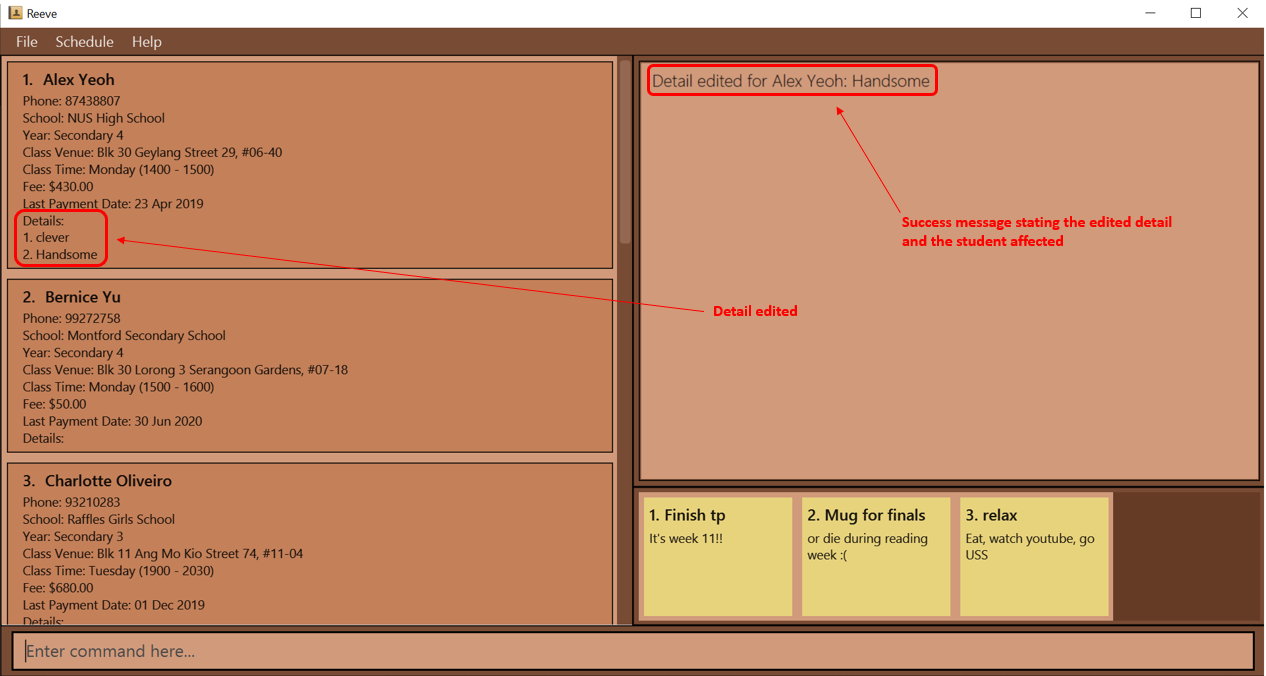 Reeve
File Schedule Help
1. Alex Yeoh
Phone: 87438807
School: NUS High School
Year: Secondary 4
Class Venue: Blk 30 Geylang Street 29, #06-40
Class Time: Monday (1400 - 1500)
Fee: $430.00
Last Payment Date: 23 Apr 2019
Details:
1. clever
2. Handsome
2. Bernice Yu
Phone: 99272758
School: Montford Secondary School
Year: Secondary 4
Class Venue: Blk 30 Lorong 3 Serangoon Gardens, #07-18
Class Time: Monday (1500 - 1600)
Fee: $50.00
Last Payment Date: 30 Jun 2020
Details:
3. Charlotte Oliveiro
Phone: 93210283
School: Raffles Girls School
Year: Secondary 3
Class Venue: Blk 11 Ang Mo Kio Street 74, #11-04
Class Time: Tuesday (1900 - 2030)
Fee: $680.00
Last Payment Date: 01 Dec 2019
Details:
Detail edited for Alex Yeoh: Handsome
Success message stating the edited detail
and the student affected
Detail edited
1. Finish tp
It's week 11!!
2. Mug for finals
or die during reading
week :(
3. relax
Eat, watch youtube, go
USS
Enter command here...